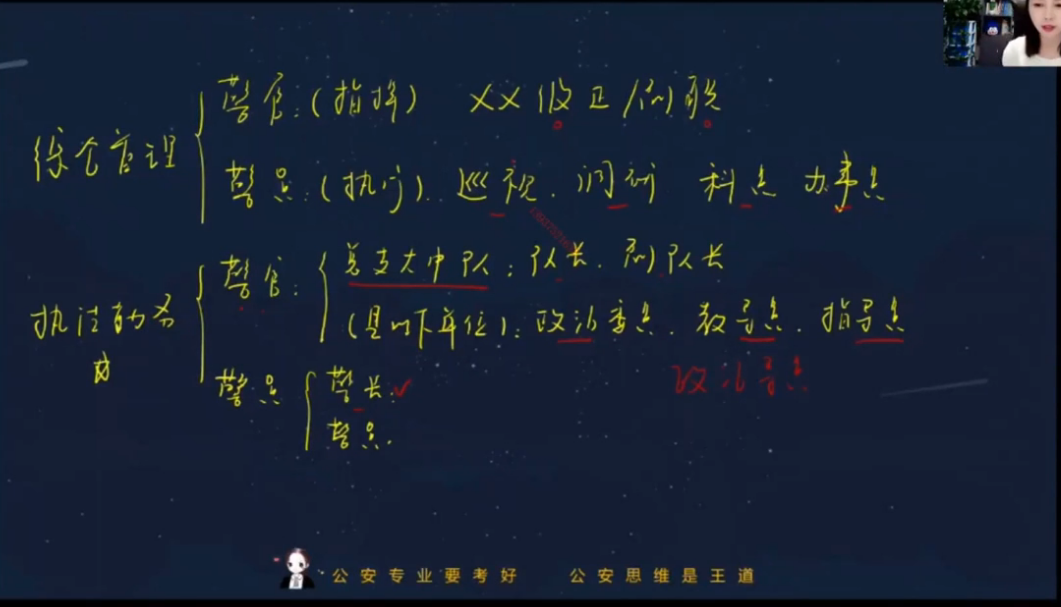 综合管理
警官:(指挥) XX级正/副职
警员:(执行).巡视、调研 科员 办事员
执法勤务
警官:
总支大中队:队长、副队长
(县以下单位):政治委员、教导员、指导员
政治导员
警员
警长:✓
警员.
公安专业要考好 公安思维是王道